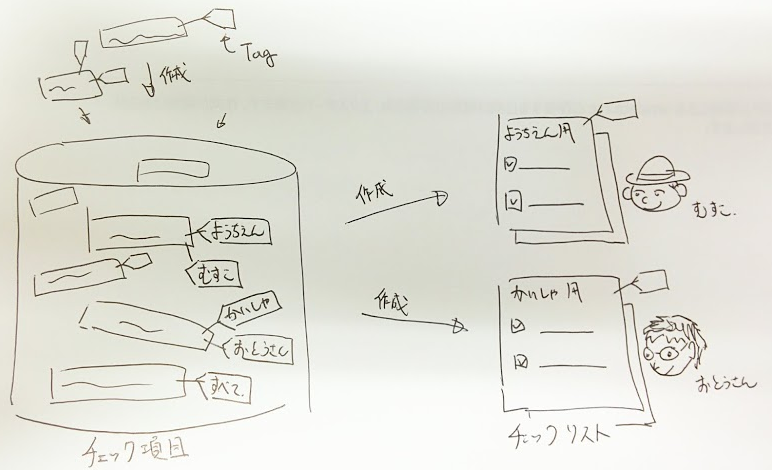 Tag
作成
ようちえん
むすこ
かいしゃ
おとうさん
すべて
チェック項目
作成
ようちえん用
むすこ
作成
かいしゃ用
おとうさん
チェックリスト